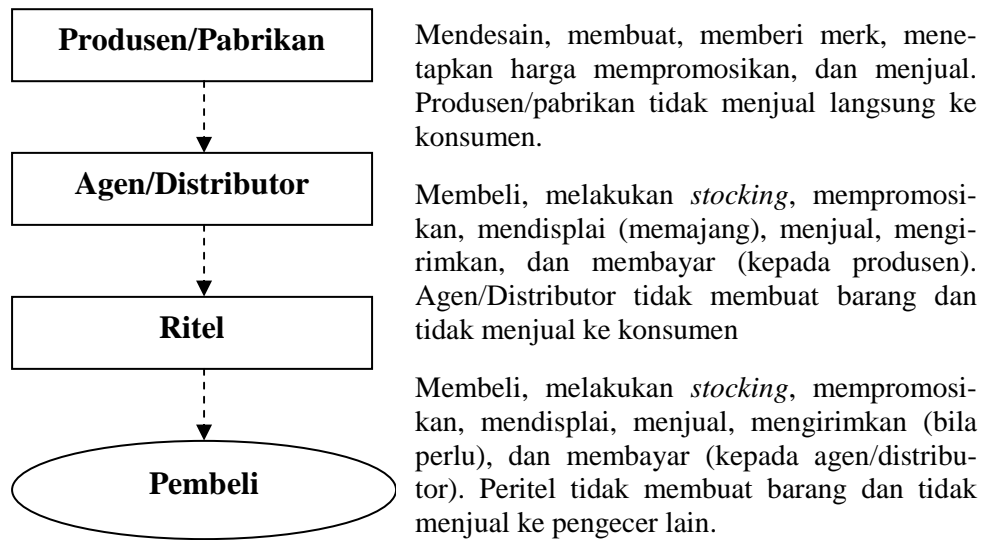 Produsen/Pabrikan
Mendesain, membuat, memberi merk, mene-
tapkan harga mempromosikan, dan menjual.
Produsen/pabrikan tidak menjual langsung ke
konsumen.
Agen/Distributor
Membeli, melakukan stocking, mempromosi-
kan, mendisplai (memajang), menjual, mengi-
rimkan, dan membayar (kepada produsen).
Agen/Distributor tidak membuat barang dan
tidak menjual ke konsumen
Ritel
Membeli, melakukan stocking, mempromosi-
kan, mendisplai, menjual, mengirimkan (bila
perlu), dan membayar (kepada agen/distribu-
tor). Peritel tidak membuat barang dan tidak
menjual ke pengecer lain.
Pembeli